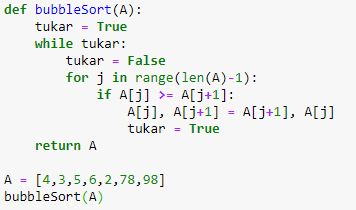 def bubbleSort(A):
    tukar = True
    while tukar:
        tukar = False
        for j in range(len(A)-1):
            if A[j] >= A[j+1]:
                A[j], A[j+1] = A[j+1], A[j]
                tukar = True
    return A

A = [4,3,5,6,2,78,98]
bubbleSort(A)